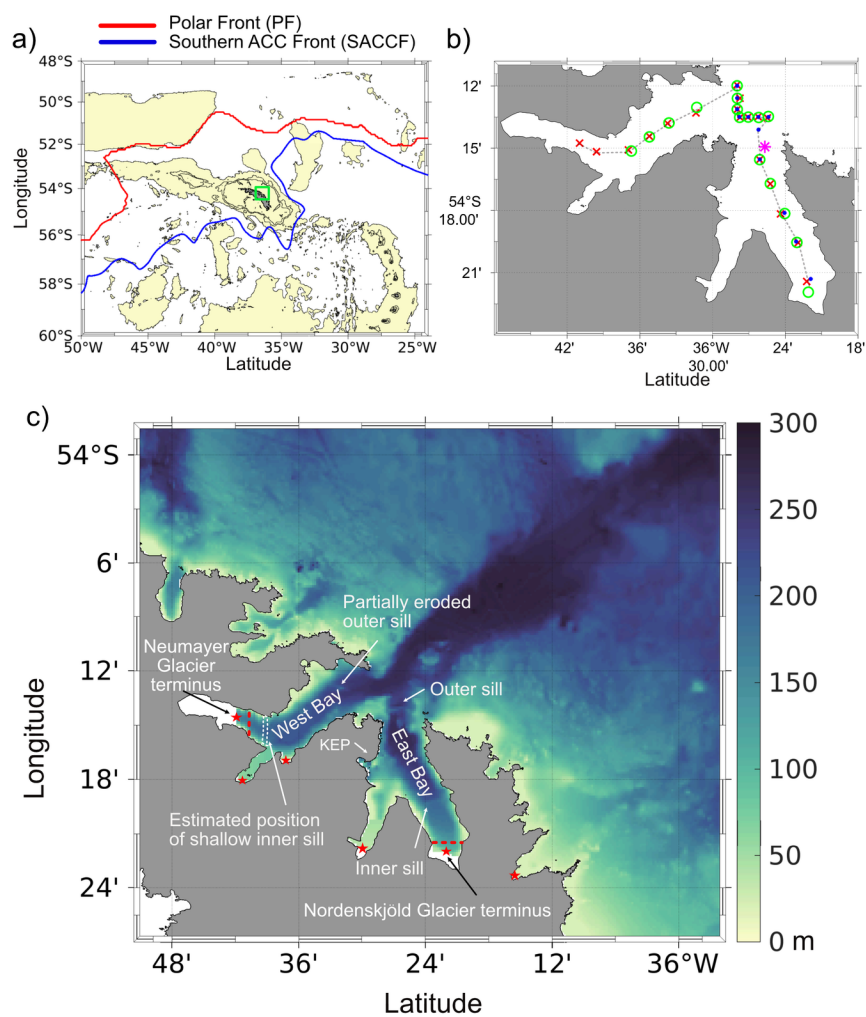 Polar Front (PF)
Southern ACC Front (SACCF)
a)
48°S
50°S
52°S
54°S
56°S
58°S
60°S
Longitude
50°W
45°W
40°W
35°W
30°W
25°W
Latitude
b)
12'
15'
54°S
18.00'
21'
42'
36'
36°W
30.00'
24'
18'
Latitude
c)
54°S
6'
12'
18'
24'
Longitude
Partially eroded
outer sill
Neumayer
Glacier
terminus
West Bay
Outer sill
KEP
East Bay
Estimated position
of shallow inner sill
Inner sill
Nordenskjöld Glacier terminus
48'
36'
24'
12'
36°W
Latitude
300
250
200
150
100
50
0 m